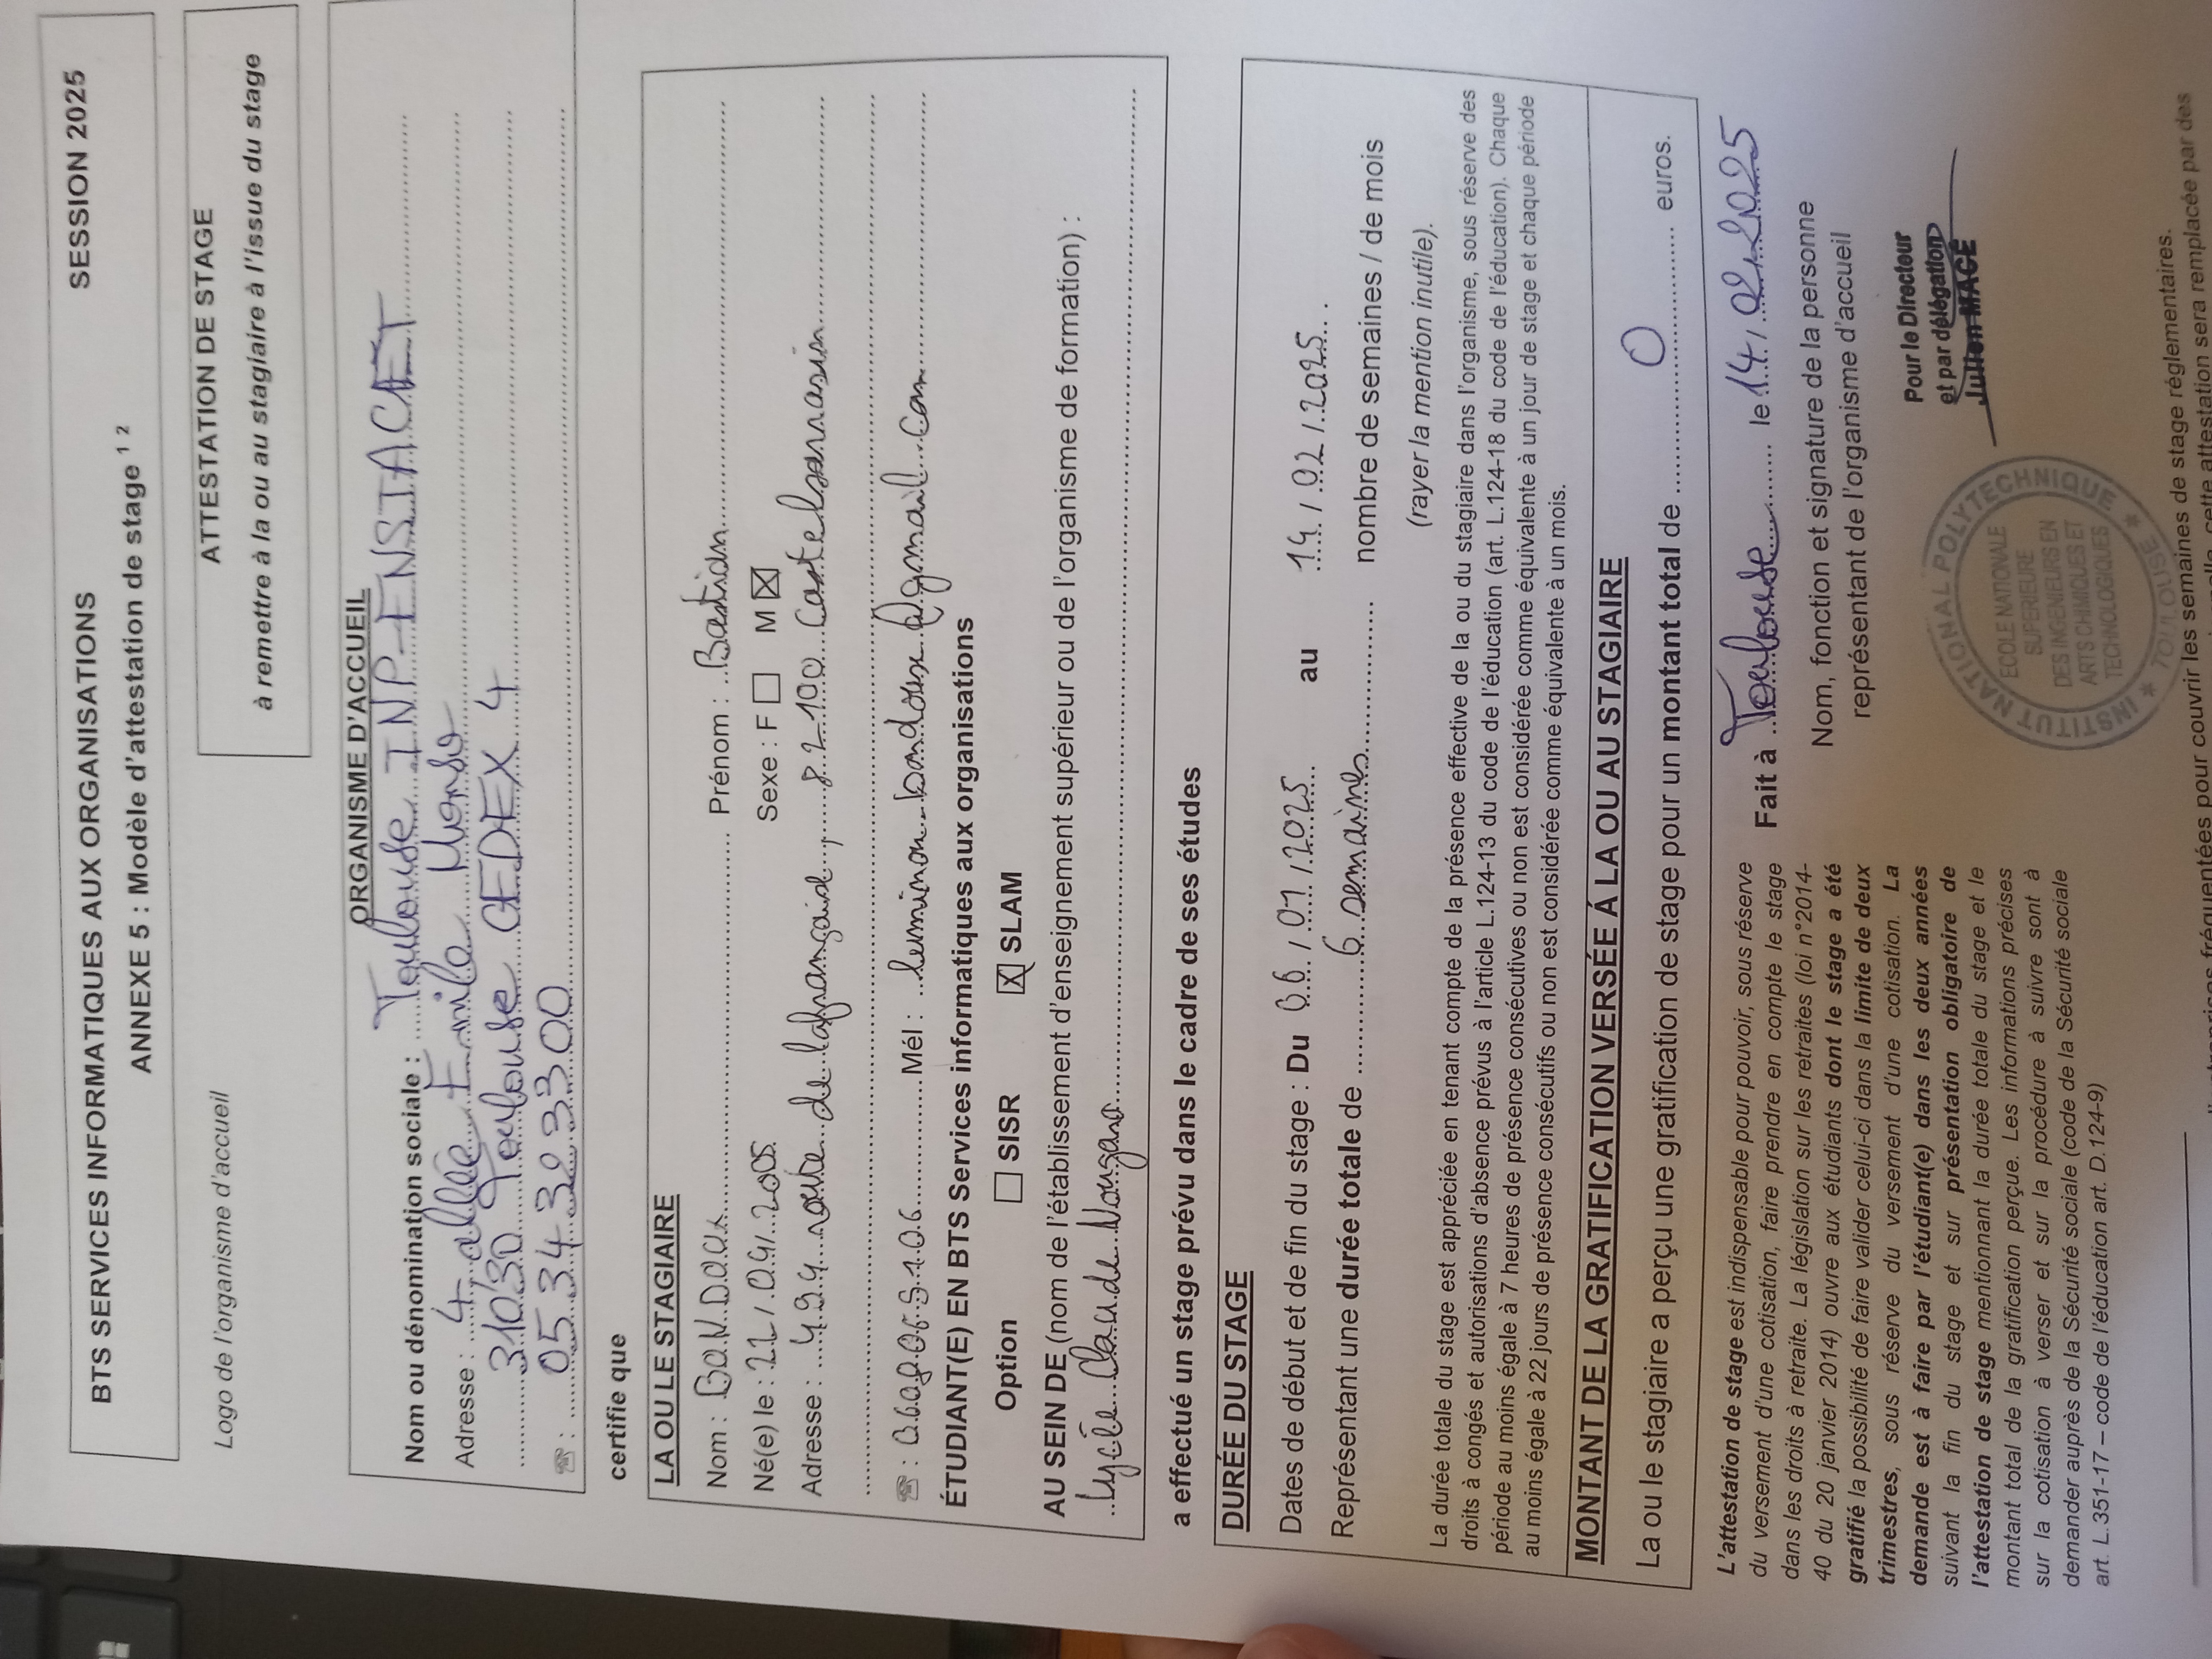 BTS SERVICES INFORMATIQUES AUX ORGANISATIONS SESSION 2025
ANNEXE 5 : Modèle d'attestation de stage 1 2
Logo de l'organisme d'accueil
ATTESTATION DE STAGE
à remettre à la ou au stagiaire à l'issue du stage
ORGANISME D'ACCUEIL
Nom ou dénomination sociale : Toulouse INP-ENSIACET
Adresse : 4, allée Emile Monso
31030 Toulouse CEDEX 4
☎ : 05 34 32 33 00
certifie que
LA OU LE STAGIAIRE
Nom : BONDOUX Prénom : Bastian
Né(e) le : 22/09/2005 Sexe : F ☐ M ☒
Adresse : 494 route de lafrançaise, 82100 Castelsarrasin
☎ : 0608065106 Mél : luminou-bondoux@gmail.com
ÉTUDIANT(E) EN BTS Services informatiques aux organisations
Option ☐ SISR ☒ SLAM
AU SEIN DE (nom de l'établissement d'enseignement supérieur ou de l'organisme de formation) :
Lycée Claude Nougaro
a effectué un stage prévu dans le cadre de ses études
DURÉE DU STAGE
Dates de début et de fin du stage : Du 06/01/2025 au 14/02/2025.
Représentant une durée totale de 6 semaines nombre de semaines / de mois
(rayer la mention inutile).
La durée totale du stage est appréciée en tenant compte de la présence effective de la ou du stagiaire dans l'organisme, sous réserve des
droits à congés et autorisations d'absence prévus à l'article L.124-13 du code de l'éducation (art. L.124-18 du code de l'éducation). Chaque
période au moins égale à 7 heures de présence consécutives ou non est considérée comme équivalente à un jour de stage et chaque période
au moins égale à 22 jours de présence consécutifs ou non est considérée comme équivalente à un mois.
MONTANT DE LA GRATIFICATION VERSÉE Á LA OU AU STAGIAIRE
La ou le stagiaire a perçu une gratification de stage pour un montant total de 0 euros.
L'attestation de stage est indispensable pour pouvoir, sous réserve
du versement d'une cotisation, faire prendre en compte le stage
dans les droits à retraite. La législation sur les retraites (loi n°2014-
40 du 20 janvier 2014) ouvre aux étudiants dont le stage a été
gratifié la possibilité de faire valider celui-ci dans la limite de deux
trimestres, sous réserve du versement d'une cotisation. La
demande est à faire par l'étudiant(e) dans les deux années
suivant la fin du stage et sur présentation obligatoire de
l'attestation de stage mentionnant la durée totale du stage et le
montant total de la gratification perçue. Les informations précises
sur la cotisation à verser et sur la procédure à suivre sont à
demander auprès de la Sécurité sociale (code de la Sécurité sociale
art. L.351-17 – code de l'éducation art. D.124-9)
Fait à Toulouse le 14/02/2025
Nom, fonction et signature de la personne
représentant de l'organisme d'accueil
Pour le Directeur
et par délégation
Julien MACÉ
INSTITUT NATIONAL POLYTECHNIQUE
ECOLE NATIONALE
SUPERIEURE
DES INGENIEURS EN
ARTS CHIMIQUES ET
TECHNOLOGIQUES
* TOULOUSE *
fréquentées pour couvrir les semaines de stage réglementaires.
cette attestation sera remplacée par des